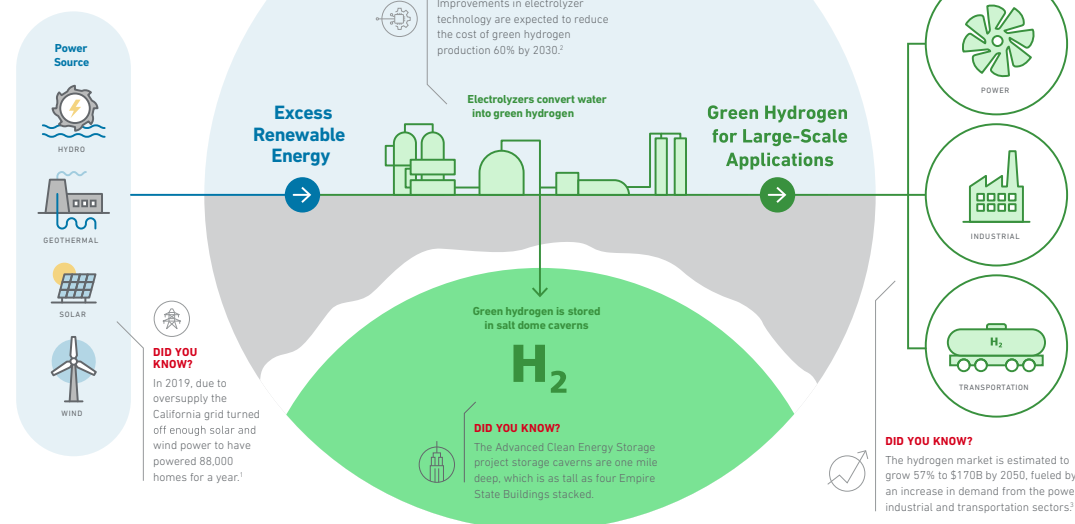 Improvements in electrolyzer
technology are expected to reduce
the cost of green hydrogen
production 60% by 2030.²
Power
Source
HYDRO
GEOTHERMAL
SOLAR
WIND
DID YOU
KNOW?
In 2019, due to
oversupply the
California grid turned
off enough solar and
wind power to have
powered 88,000
homes for a year.¹
Excess
Renewable
Energy
Electrolyzers convert water
into green hydrogen
Green Hydrogen
for Large-Scale
Applications
Green hydrogen is stored
in salt dome caverns
H₂
DID YOU KNOW?
The Advanced Clean Energy Storage
project storage caverns are one mile
deep, which is as tall as four Empire
State Buildings stacked.
POWER
INDUSTRIAL
H₂
TRANSPORTATION
DID YOU KNOW?
The hydrogen market is estimated to
grow 57% to $170B by 2050, fueled by
an increase in demand from the powe
industrial and transportation sectors.³